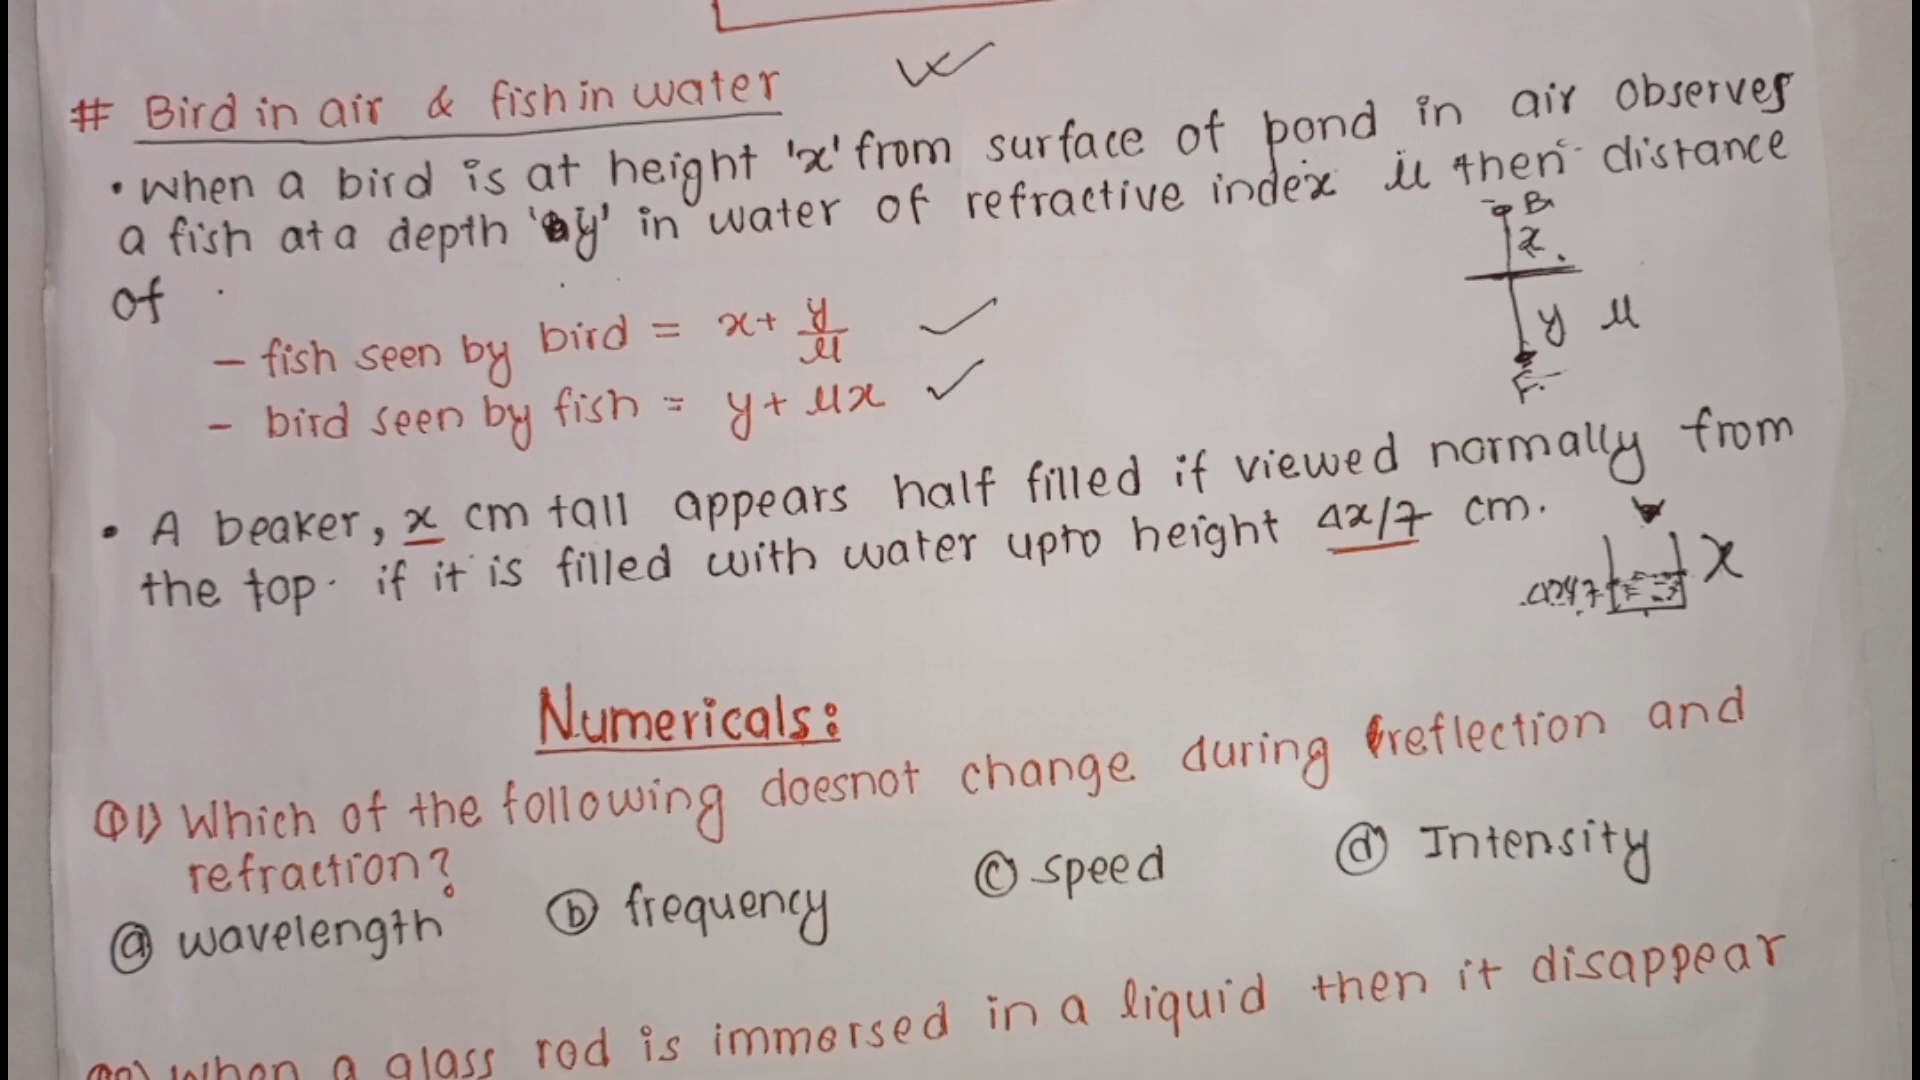 # Bird in air & fish in water
• When a bird is at height 'x' from surface of pond in air observes
a fish at a depth 'y' in water of refractive index μ then distance
of
B
x
y μ
F
- fish seen by bird = x + y/μ
- bird seen by fish = y + μx
• A beaker, x cm tall appears half filled if viewed normally from
the top. if it is filled with water upto height 4x/7 cm.
x
Numericals:
Q1) Which of the following doesnot change during reflection and
refraction?
ⓐ wavelength ⓑ frequency ⓒ speed ⓓ Intensity
When a glass rod is immersed in a liquid then it disappear